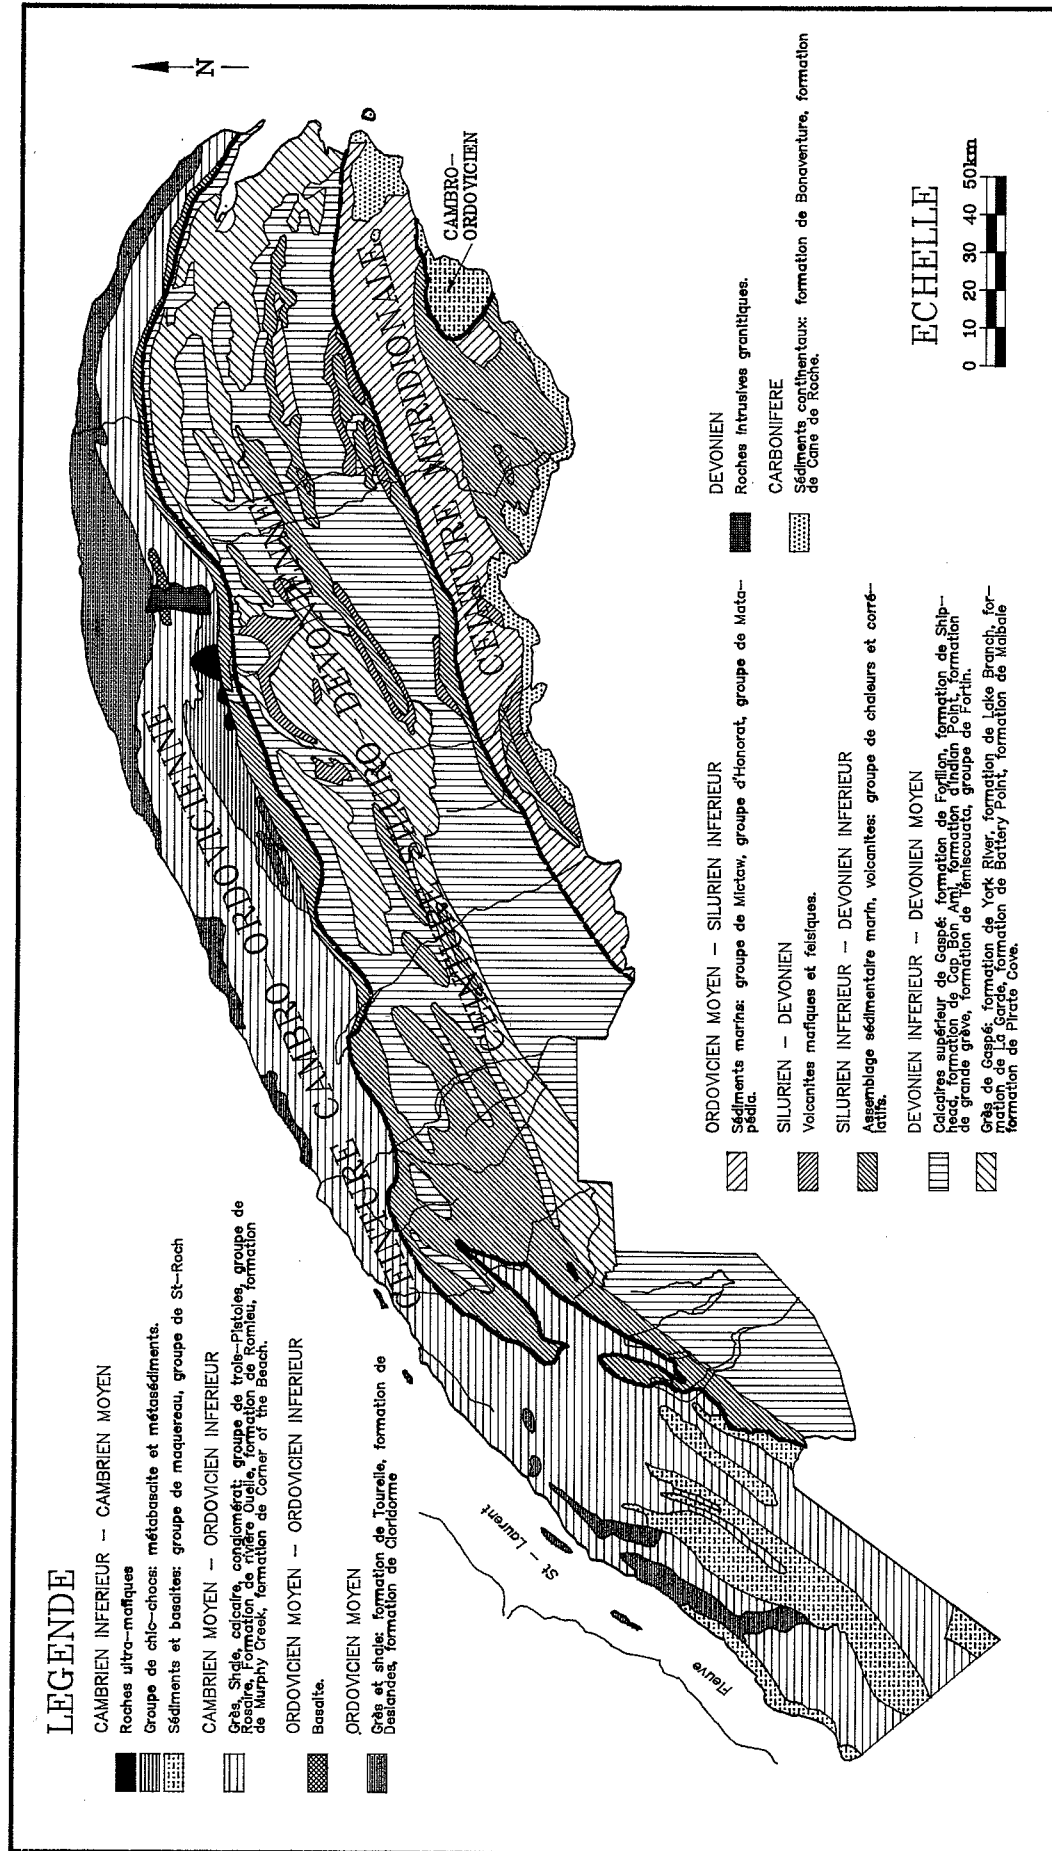 LEGENDE
CAMBRIEN INFERIEUR — CAMBRIEN MOYEN
Roches ultra-mafiques
Groupe de chic-chocs: métabasalte et métasédiments.
Sédiments et basaltes: groupe de maquereau, groupe de St-Roch
CAMBRIEN MOYEN — ORDOVICIEN INFERIEUR
Grès, Shale, calcaire, conglomérat: groupe de trois-Pistoles, groupe de
Rosaire, Formation de rivière Ouelle, formation de Romieu, formation
de Murphy Creek, formation de Corner of the Beach.
ORDOVICIEN MOYEN — ORDOVICIEN INFERIEUR
Basalte.
ORDOVICIEN MOYEN
Grès et shale: formation de Tourelle, formation de
Deslandes, formation de Cloridorme
ORDOVICIEN MOYEN — SILURIEN INFERIEUR
Sédiments marins: groupe de Mictaw, groupe d'Honorat, groupe de Mata-
pédia.
SILURIEN — DEVONIEN
Volcanites mafiques et felsiques.
SILURIEN INFERIEUR — DEVONIEN INFERIEUR
Assemblage sédimentaire marin, volcanites: groupe de chaleurs et corré-
latifs.
DEVONIEN INFERIEUR — DEVONIEN MOYEN
Calcaires supérieur de Gaspé: formation de Forillon, formation de Ship-
head, formation de Cap Bon Ami, formation d'Indian Point, formation
de grande grève, formation de Témiscouata, groupe de Fortin.
Grès de Gaspé: formation de York River, formation de Lake Branch, for-
mation de La Garde, formation de Battery Point, formation de Malbaie
formation de Pirate Cove.
DEVONIEN
Roches intrusives granitiques.
CARBONIFERE
Sédiments continentaux: formation de Bonaventure, formation
de Cane de Roche.
CEINTURE CAMBRO-ORDOVICIENNE
CEINTURE SILURO-DEVONIENNE
CEINTURE MERIDIONALE
CAMBRO-
ORDOVICIEN
Fleuve St-Laurent
N
ECHELLE
0 10 20 30 40 50km